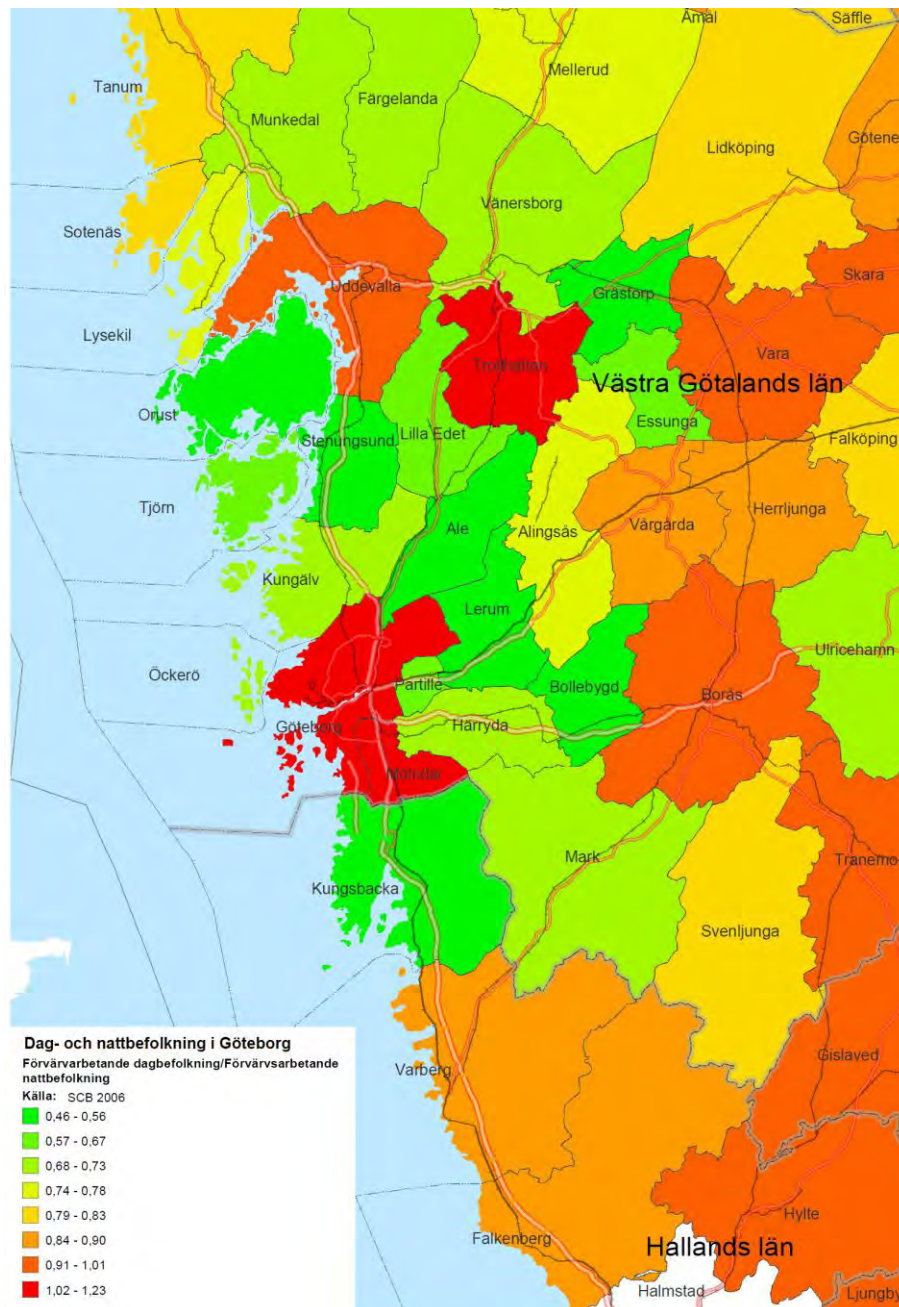 Åmål
Säffle
Mellerud
Tanum
Färgelanda
Munkedal
Götene
Lidköping
Vänersborg
Sotenäs
Skara
Uddevalla
Grästorp
Lysekil
Vara
Trollhättan
Västra Götalands län
Orust
Essunga
Stenungsund
Lilla Edet
Falköping
Tjörn
Herrljunga
Ale
Alingsås
Vårgårda
Kungälv
Lerum
Ulricehamn
Öckerö
Partille
Bollebygd
Borås
Göteborg
Härryda
Mölndal
Mark
Tranemo
Kungsbacka
Svenljunga
Dag- och nattbefolkning i Göteborg
Förvärvarbetande dagbefolkning/Förvärvsarbetande
nattbefolkning
Källa: SCB 2006
0,46 - 0,56
0,57 - 0,67
0,68 - 0,73
0,74 - 0,78
0,79 - 0,83
0,84 - 0,90
0,91 - 1,01
1,02 - 1,23
Gislaved
Varberg
Hylte
Falkenberg
Hallands län
Halmstad
Ljungby